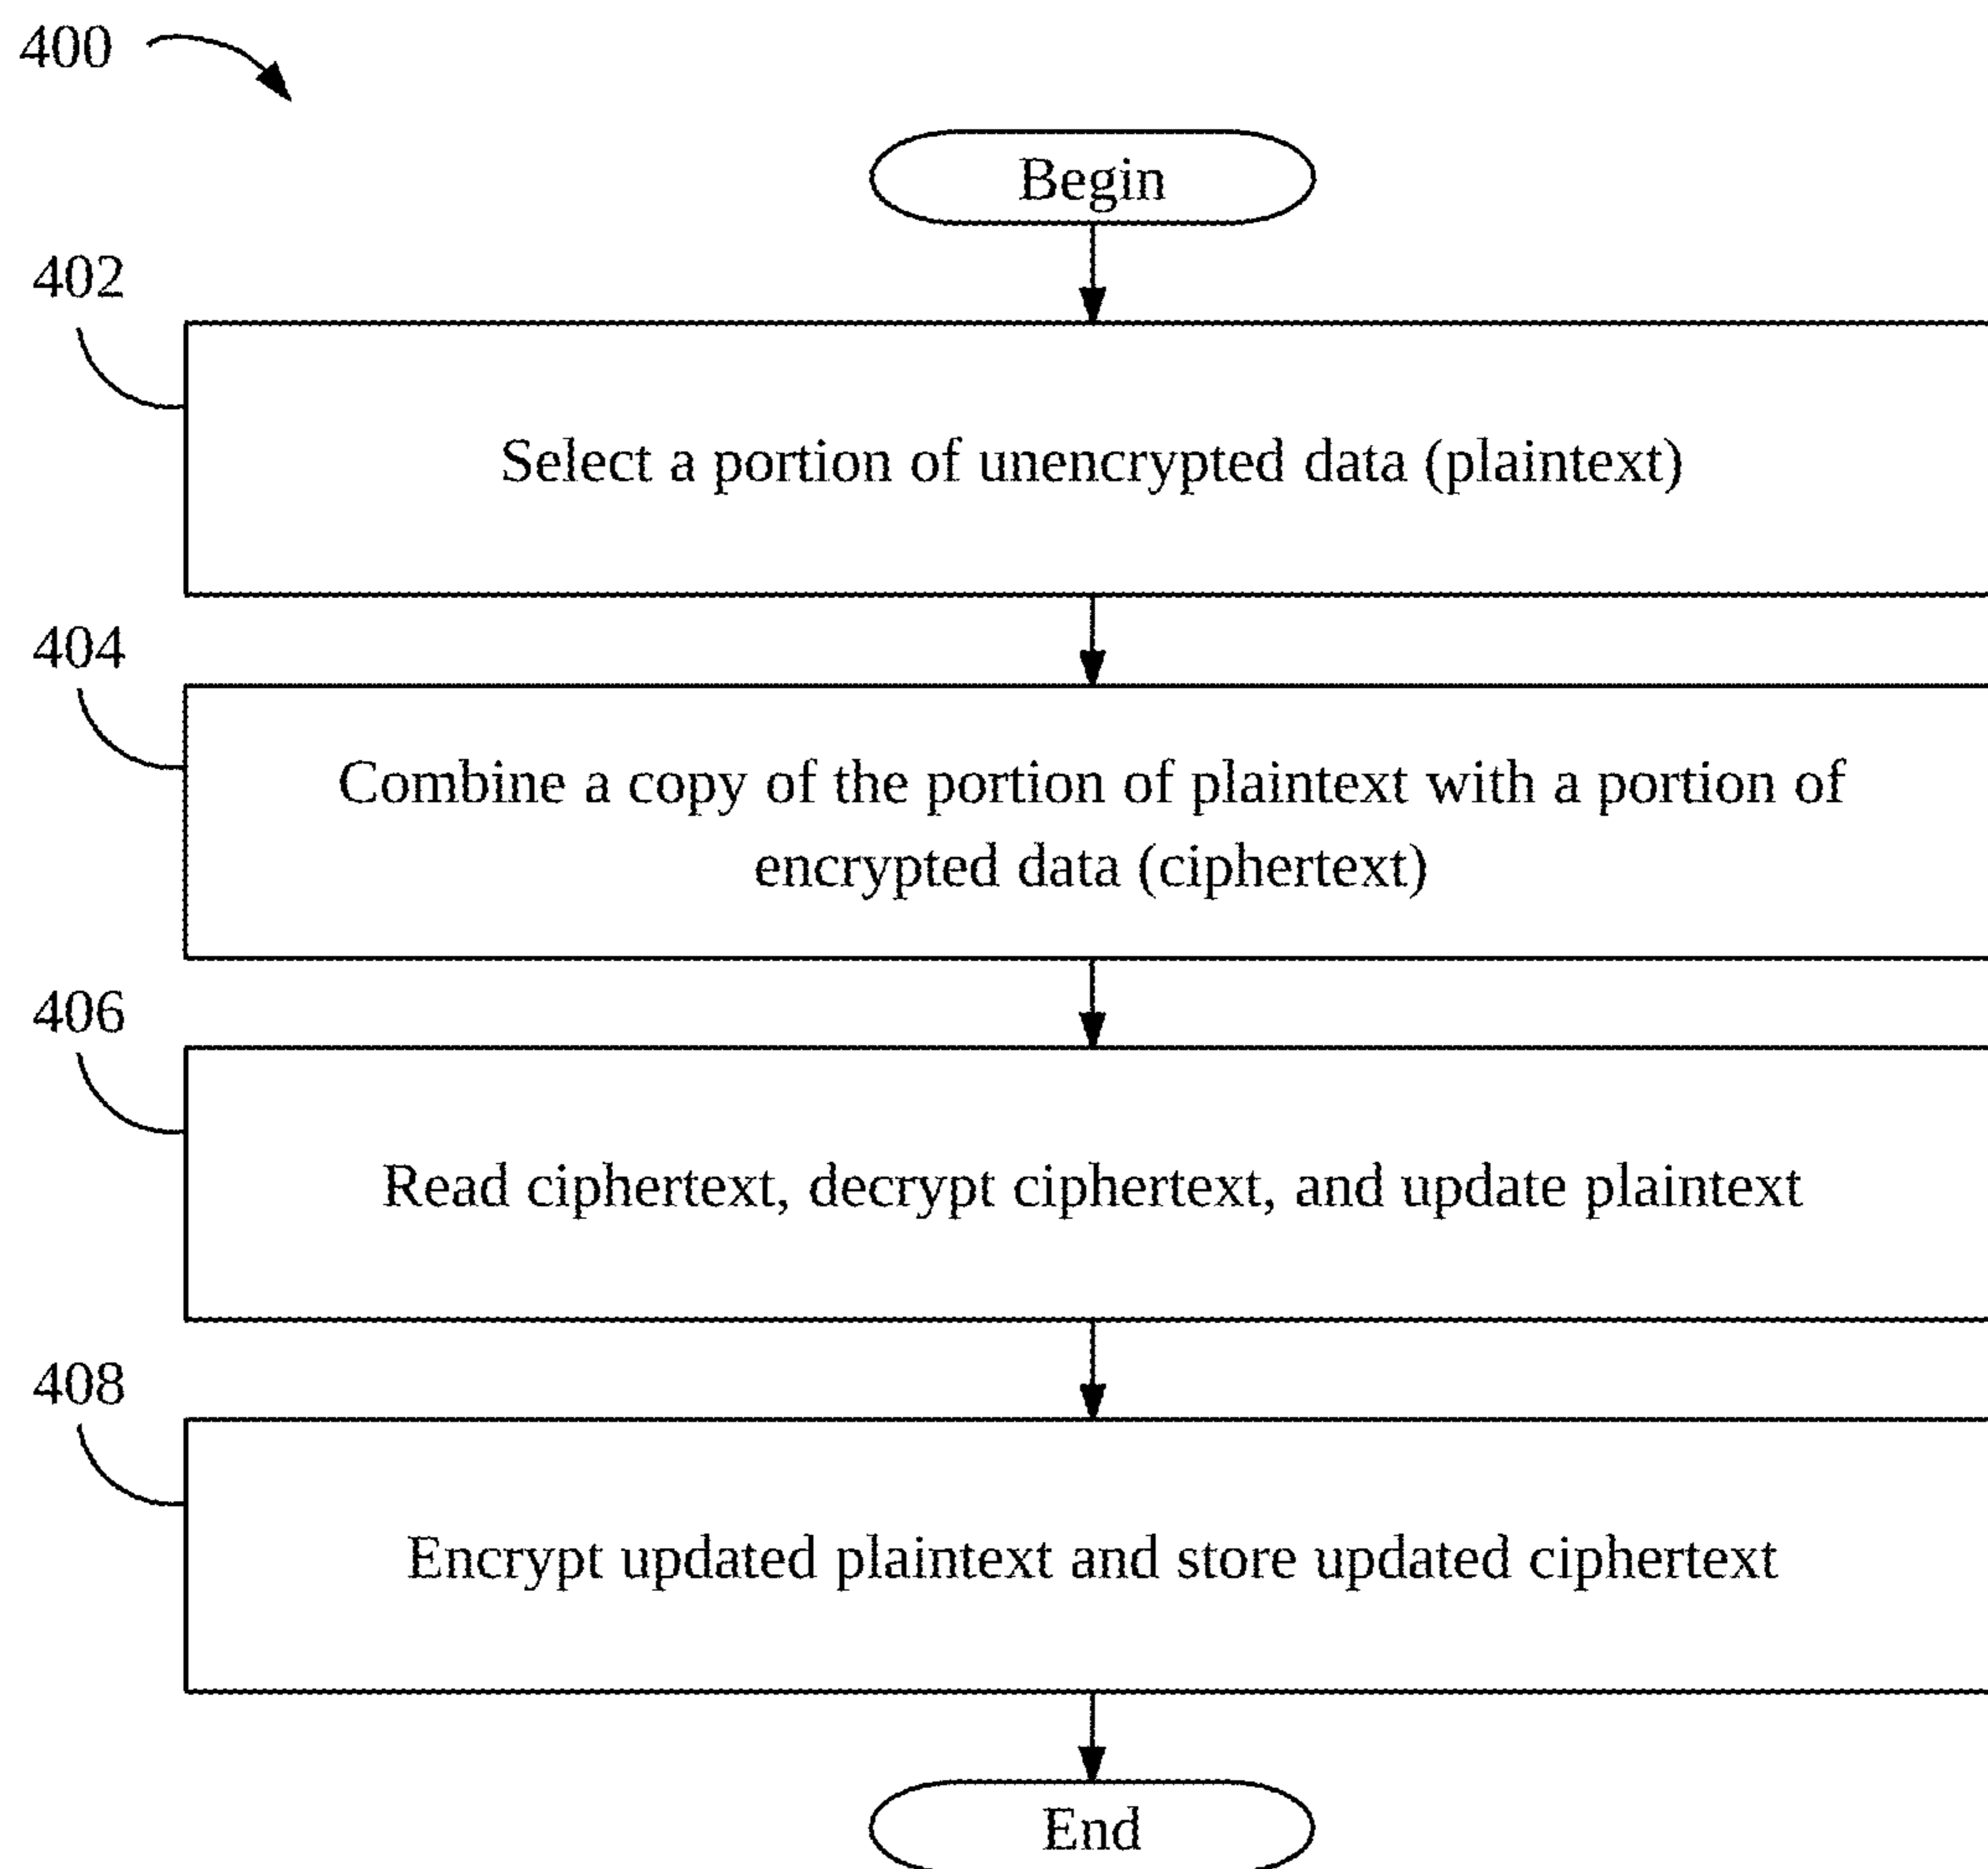 400
Begin
402
Select a portion of unencrypted data (plaintext)
404
Combine a copy of the portion of plaintext with a portion of
encrypted data (ciphertext)
406
Read ciphertext, decrypt ciphertext, and update plaintext
408
Encrypt updated plaintext and store updated ciphertext
End